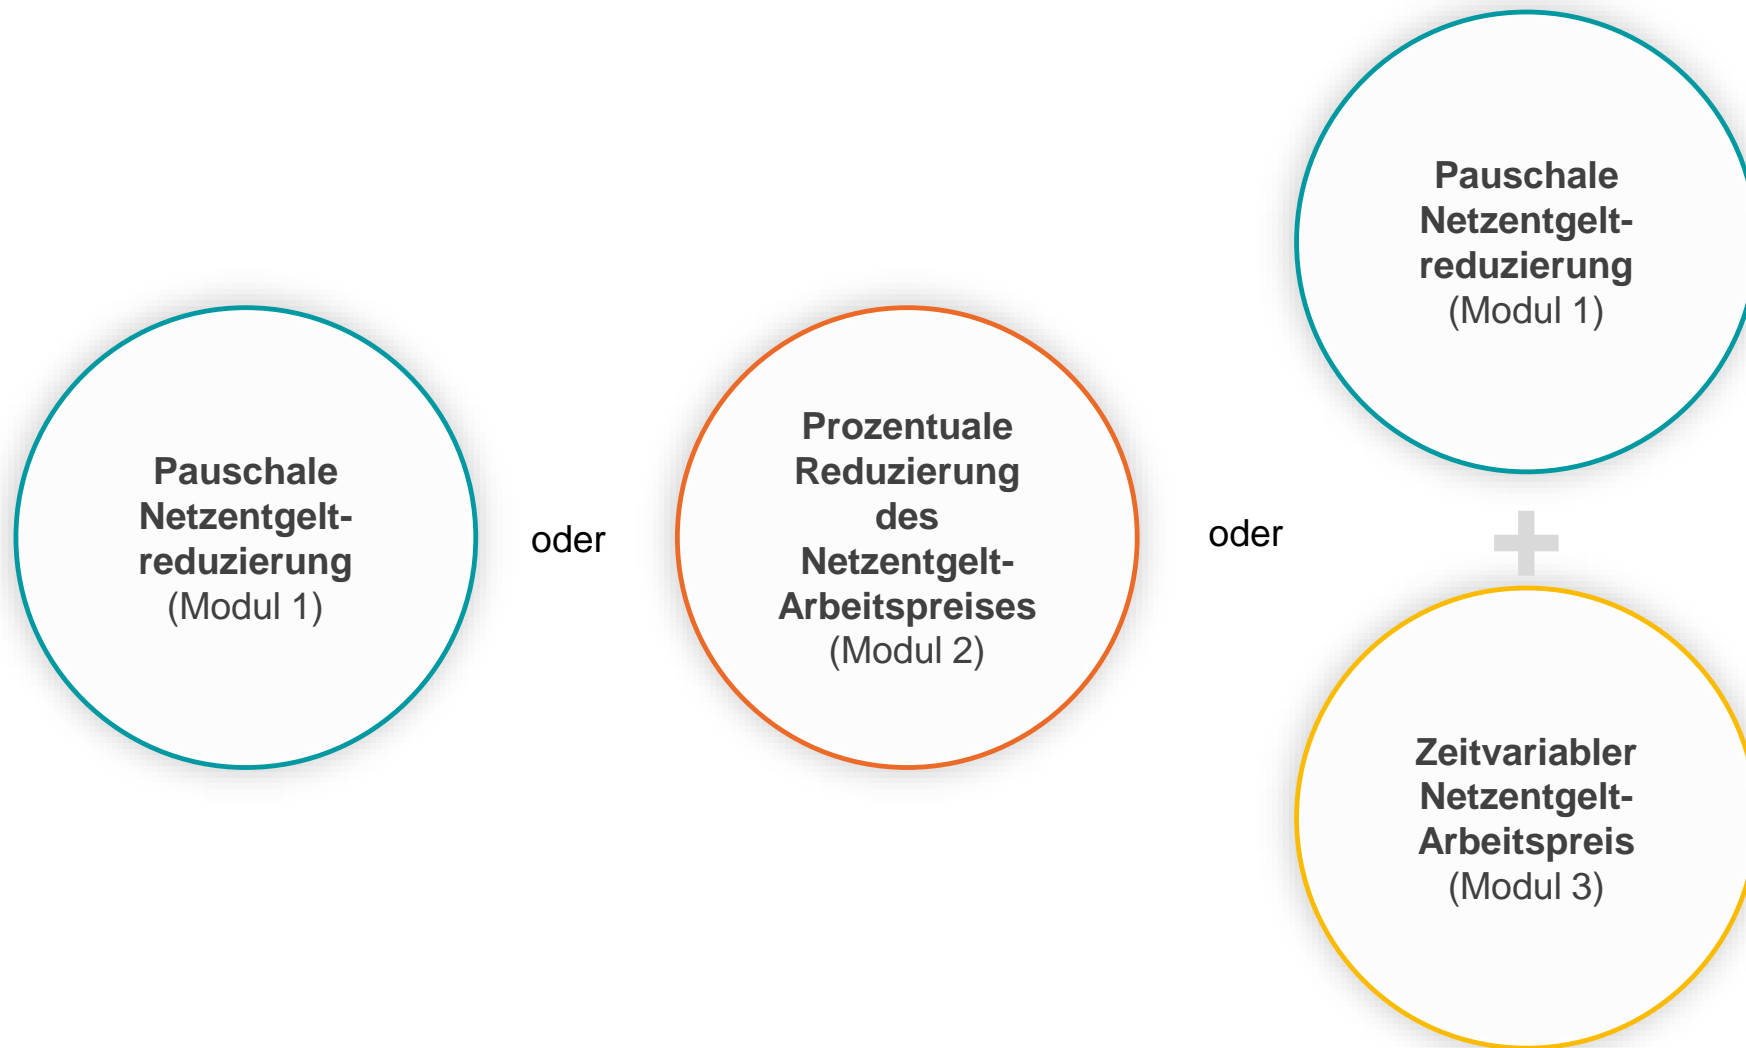 Pauschale
Netzentgelt-
reduzierung
(Modul 1)
oder
Prozentuale
Reduzierung
des
Netzentgelt-
Arbeitspreises
(Modul 2)
oder
Pauschale
Netzentgelt-
reduzierung
(Modul 1)
+
Zeitvariabler
Netzentgelt-
Arbeitspreis
(Modul 3)